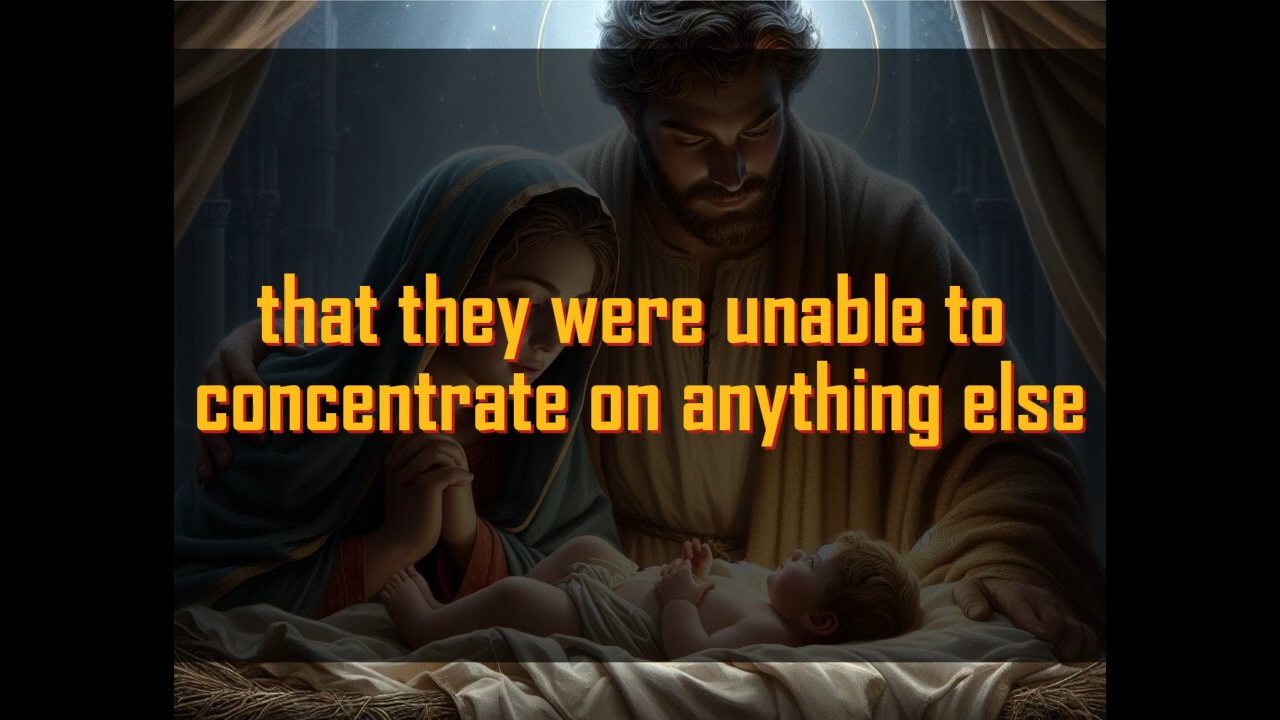 that they were unable to
concentrate on anything else